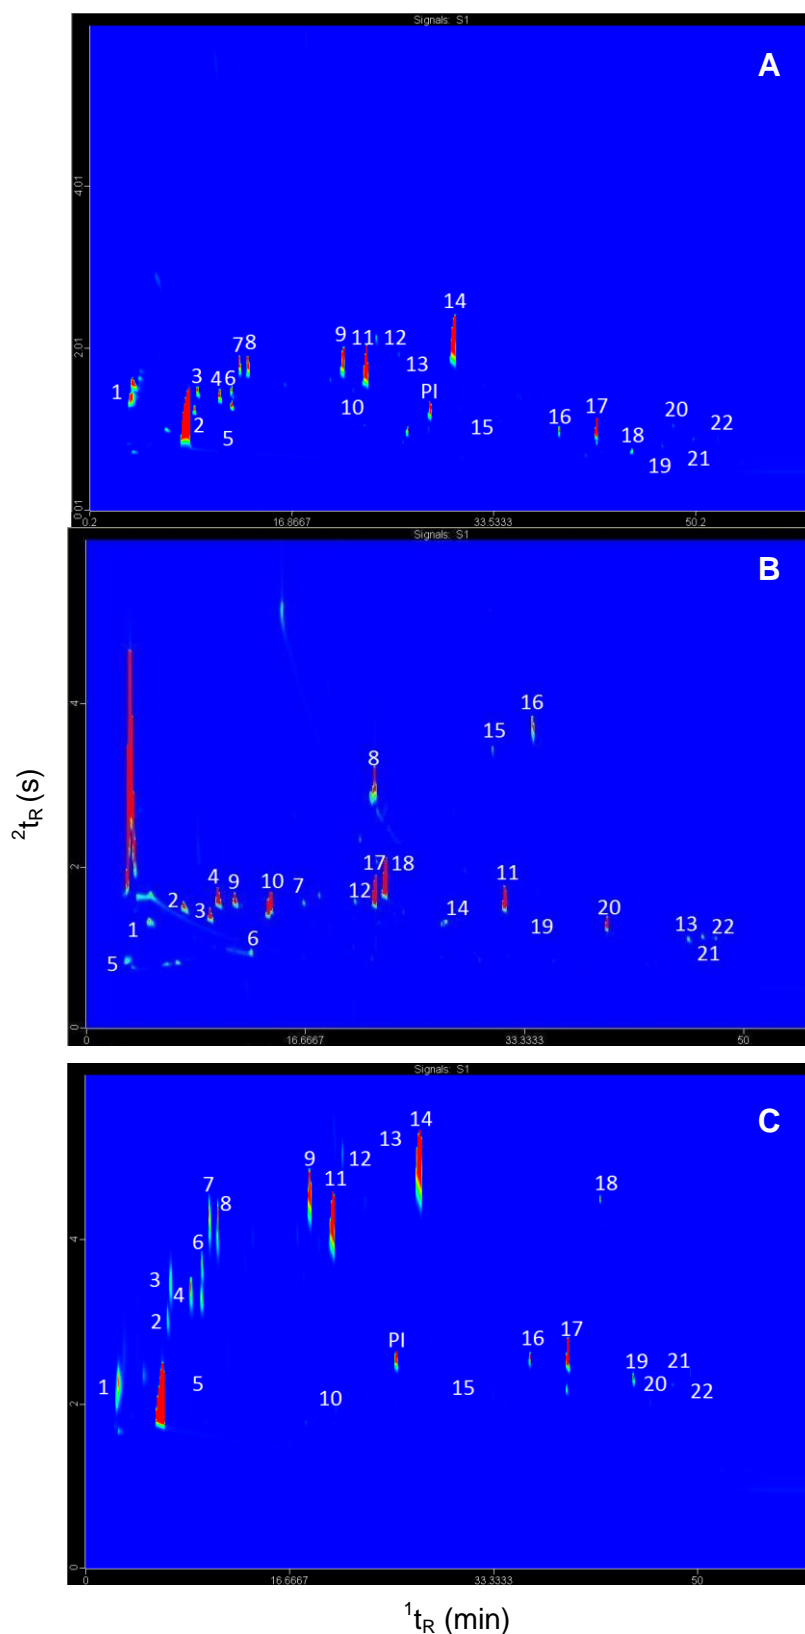 Signals: S1
A
4.01
14
2.01
7 8 9 11 12
3 4 6 13
1 PI
10
2 5 15 16 17 20
18 22
19 21
0.01
0.2 16.8667 33.5333 50.2
Signals: S1
B
4
16
15
8
²tR (s)
2
17 18
4 9 10 7 12 11
2 3 14 20
1 19 13 22
6 21
5
0
0 16.6667 33.3333 50
Signals: S1
C
14
13
9 12
11
7
8 18
4
6
3
4
2
PI 16 17
5 19 21
1 15 20 22
10
2
0
0 16.6667 33.3333 50
¹tR (min)